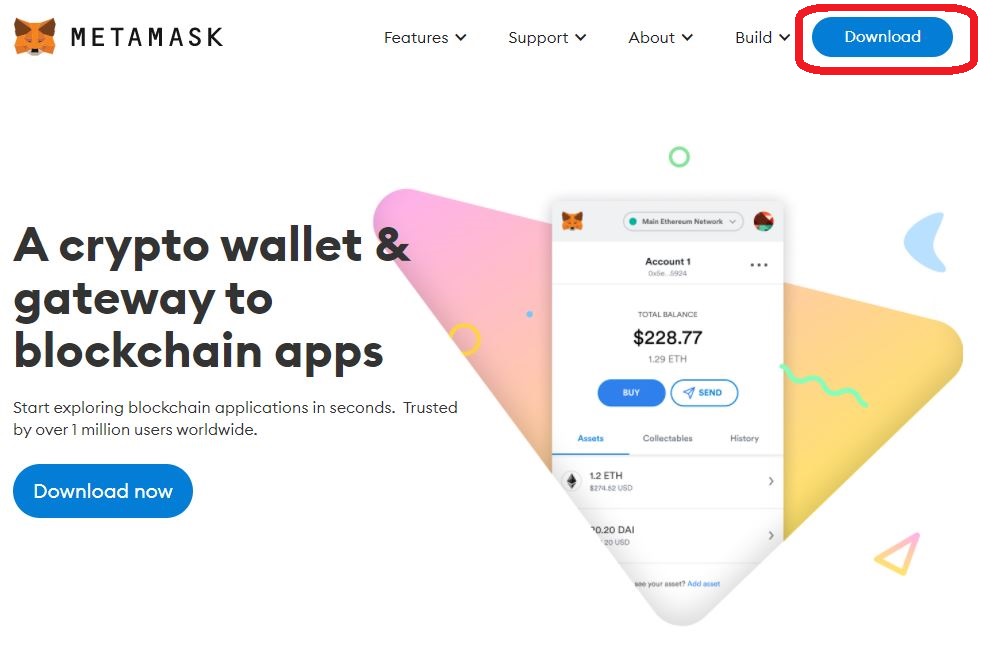 METAMASK
Features
Support
About
Build
Download
A crypto wallet &
gateway to
blockchain apps
Start exploring blockchain applications in seconds. Trusted
by over 1 million users worldwide.
Download now
Main Ethereum Network
Account 1
0x5e...5924
TOTAL BALANCE
$228.77
1.29 ETH
BUY
SEND
Assets
Collectables
History
1.2 ETH
$274.52 USD
0.20 DAI
20 USD
see your asset? Add asset